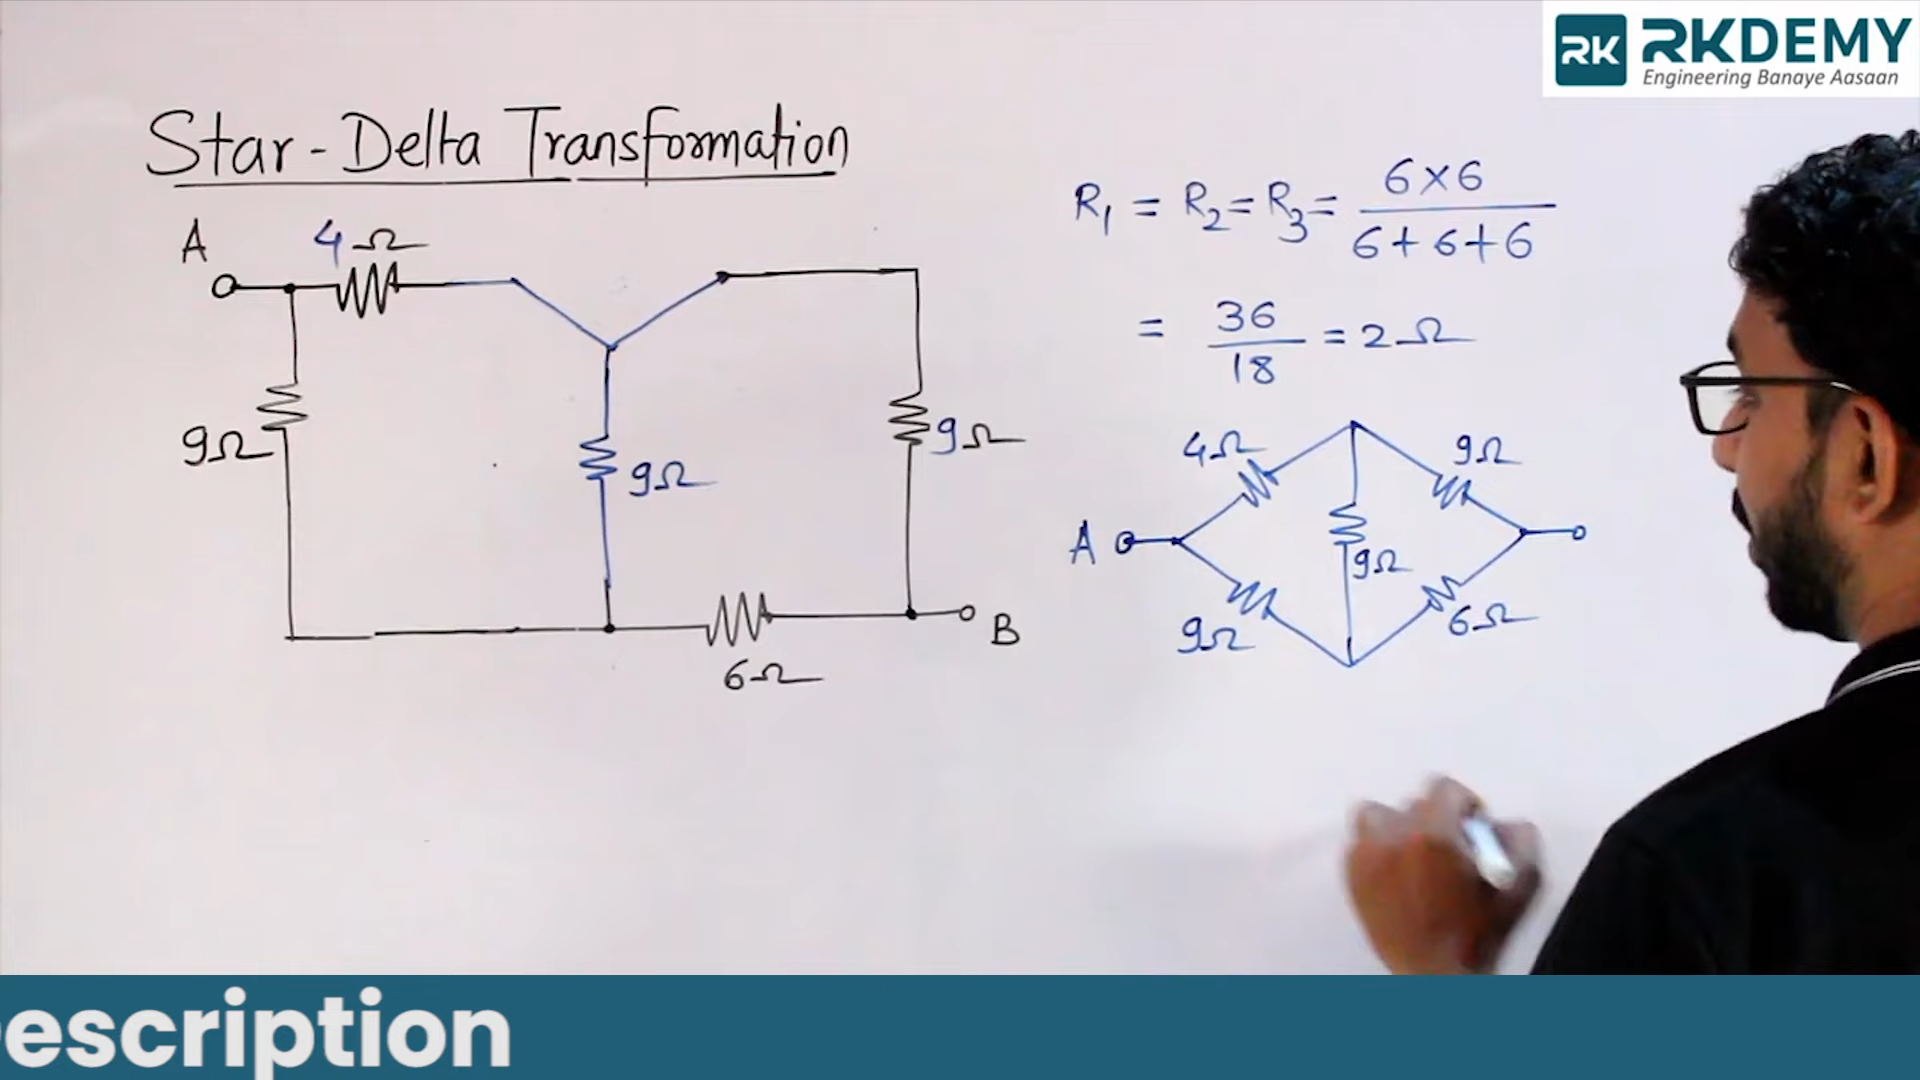 RK RKDEMY
Engineering Banaye Aasaan
Star-Delta Transformation
A
4Ω
9Ω
9Ω
9Ω
6Ω
B
R₁ = R₂ = R₃ = 6×6 / 6+6+6
= 36 / 18 = 2Ω
4Ω
9Ω
A
9Ω
9Ω
6Ω
escription